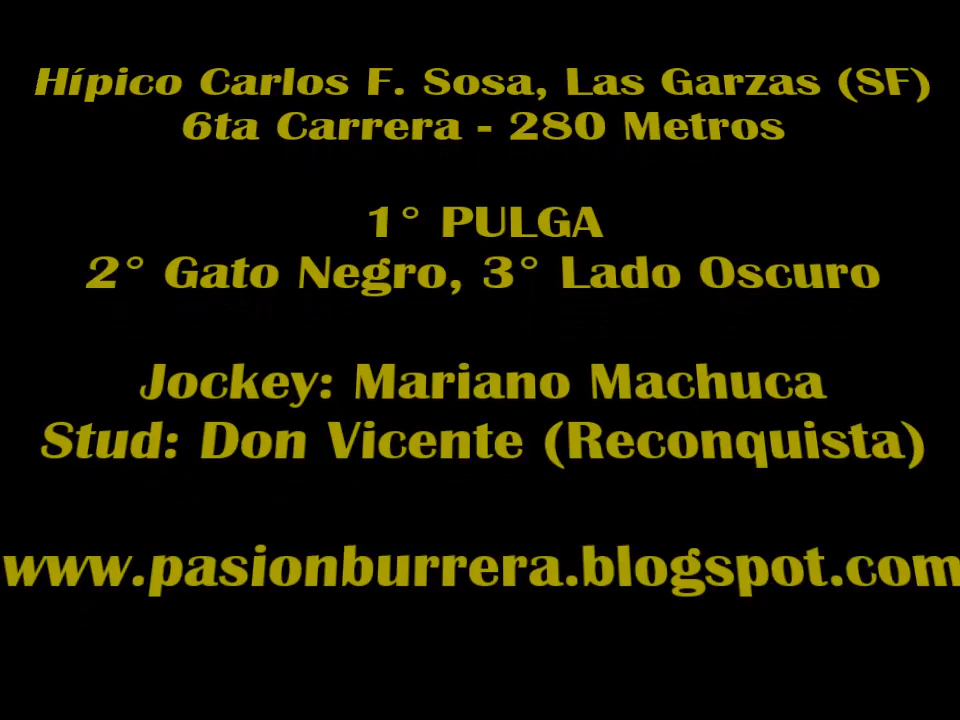 Hípico Carlos F. Sosa, Las Garzas (SF)
6ta Carrera - 280 Metros
1° PULGA
2° Gato Negro, 3° Lado Oscuro
Jockey: Mariano Machuca
Stud: Don Vicente (Reconquista)
www.pasionburrera.blogspot.com